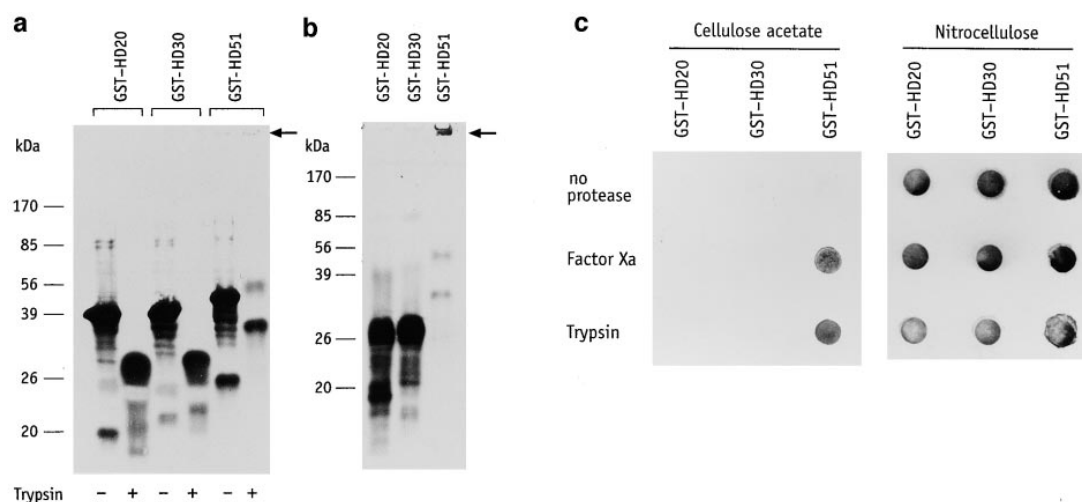 a
GST–HD20
GST–HD30
GST–HD51
kDa
170
85
56
39
26
20
Trypsin – + – + – +
b
GST–HD20
GST–HD30
GST–HD51
kDa
170
85
56
39
26
20
c
Cellulose acetate
GST–HD20
GST–HD30
GST–HD51
Nitrocellulose
GST–HD20
GST–HD30
GST–HD51
no
protease
Factor Xa
Trypsin